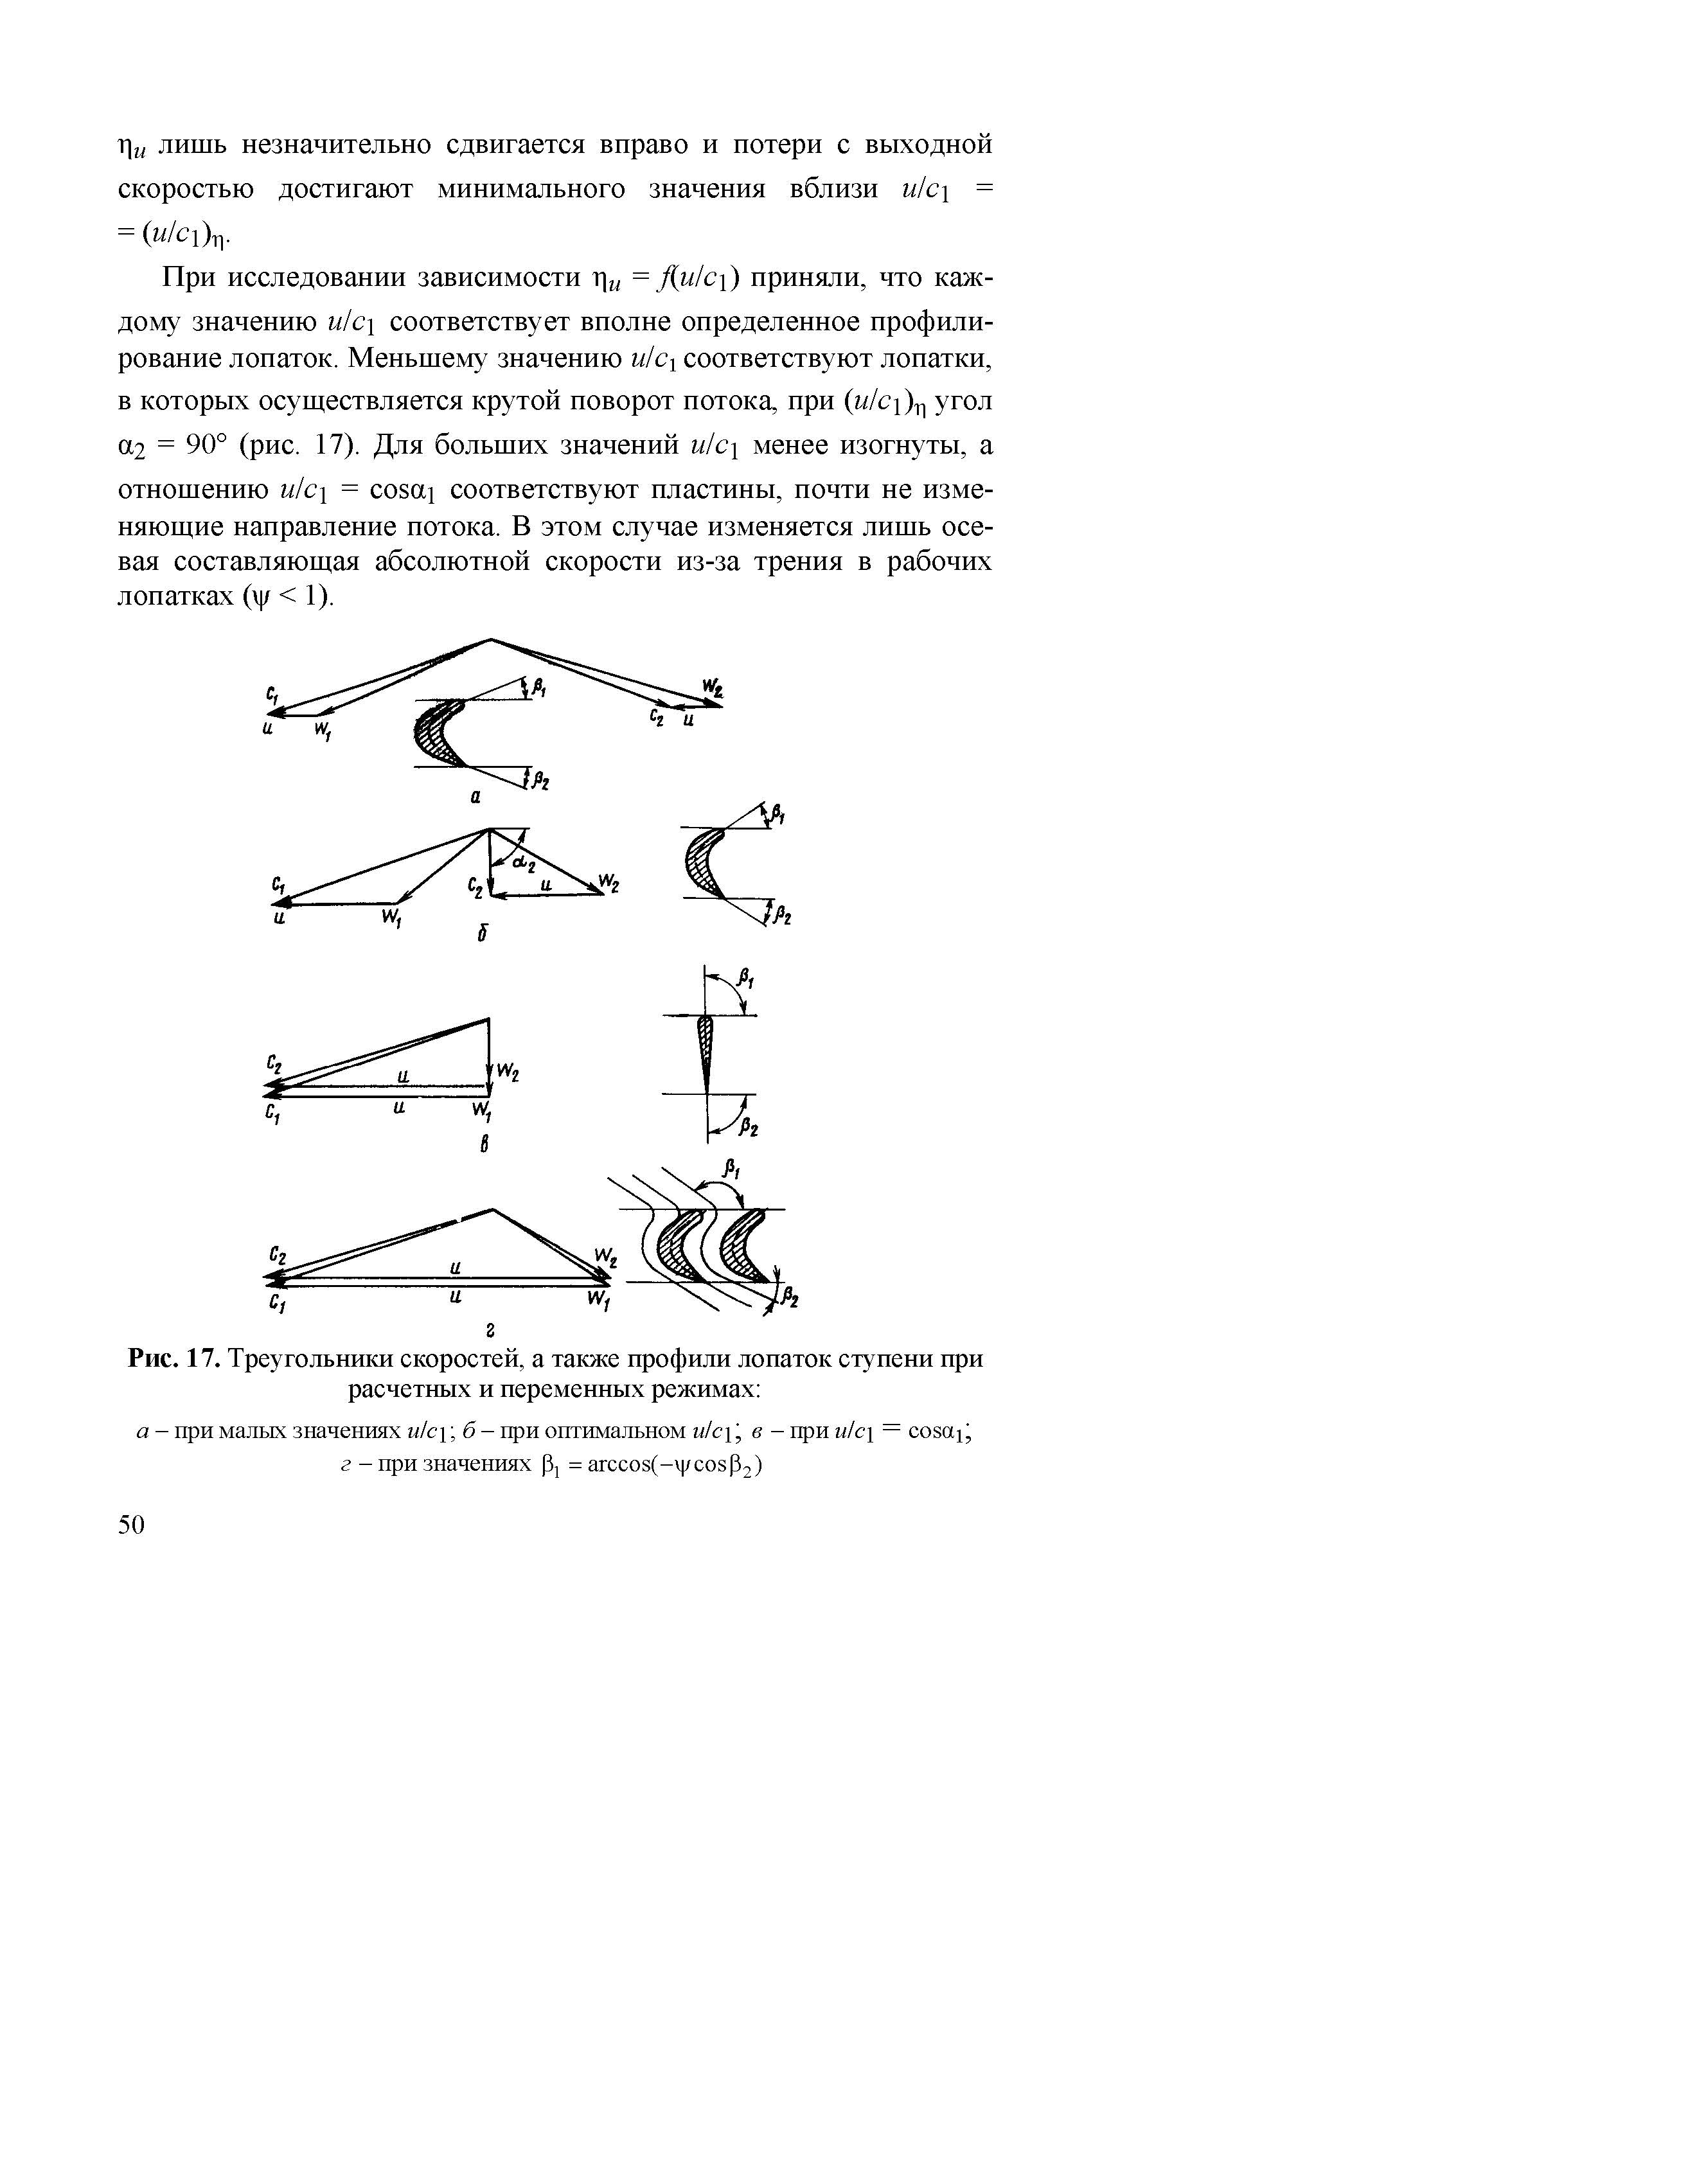 η𝑢 лишь незначительно сдвигается вправо и потери с выходной
скоростью достигают минимального значения вблизи u/c₁ =
= (u/c₁)η.
При исследовании зависимости ηu = f(u/c₁) приняли, что каж-
дому значению u/c₁ соответствует вполне определенное профили-
рование лопаток. Меньшему значению u/c₁ соответствуют лопатки,
в которых осуществляется крутой поворот потока, при (u/c₁)η угол
α₂ = 90° (рис. 17). Для больших значений u/c₁ менее изогнуты, а
отношению u/c₁ = cosα₁ соответствуют пластины, почти не изме-
няющие направление потока. В этом случае изменяется лишь осе-
вая составляющая абсолютной скорости из-за трения в рабочих
лопатках (ψ < 1).
c₁ u w₁ β₁ β₂ c₂ u w₂
а
c₁ u w₁ c₂ α₂ u w₂ β₁ β₂
б
c₂ u w₂ c₁ u w₁ β₁ β₂
в
c₂ u w₂ c₁ u w₁ β₁ β₂
г
Рис. 17. Треугольники скоростей, а также профили лопаток ступени при
расчетных и переменных режимах:
а – при малых значениях u/c₁; б – при оптимальном u/c₁; в – при u/c₁ = cosα₁;
г – при значениях β₁ = arccos(−ψcosβ₂)
50